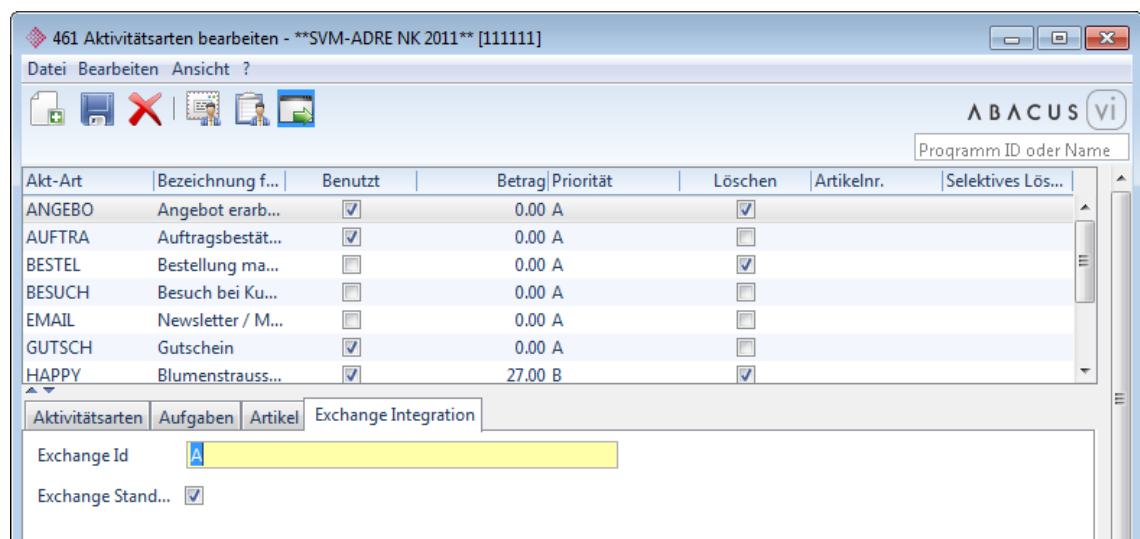 461 Aktivitätsarten bearbeiten - **SVM-ADRE NK 2011** [111111]
Datei Bearbeiten Ansicht ?
ABACUS vi
Programm ID oder Name
Akt-Art Bezeichnung f... Benutzt Betrag Priorität Löschen Artikelnr. Selektives Lös...
ANGEBO Angebot erarb... 0.00 A
AUFTRA Auftragsbestät... 0.00 A
BESTEL Bestellung ma... 0.00 A
BESUCH Besuch bei Ku... 0.00 A
EMAIL Newsletter / M... 0.00 A
GUTSCH Gutschein 0.00 A
HAPPY Blumenstrauss... 27.00 B
Aktivitätsarten Aufgaben Artikel Exchange Integration
Exchange Id A
Exchange Stand...